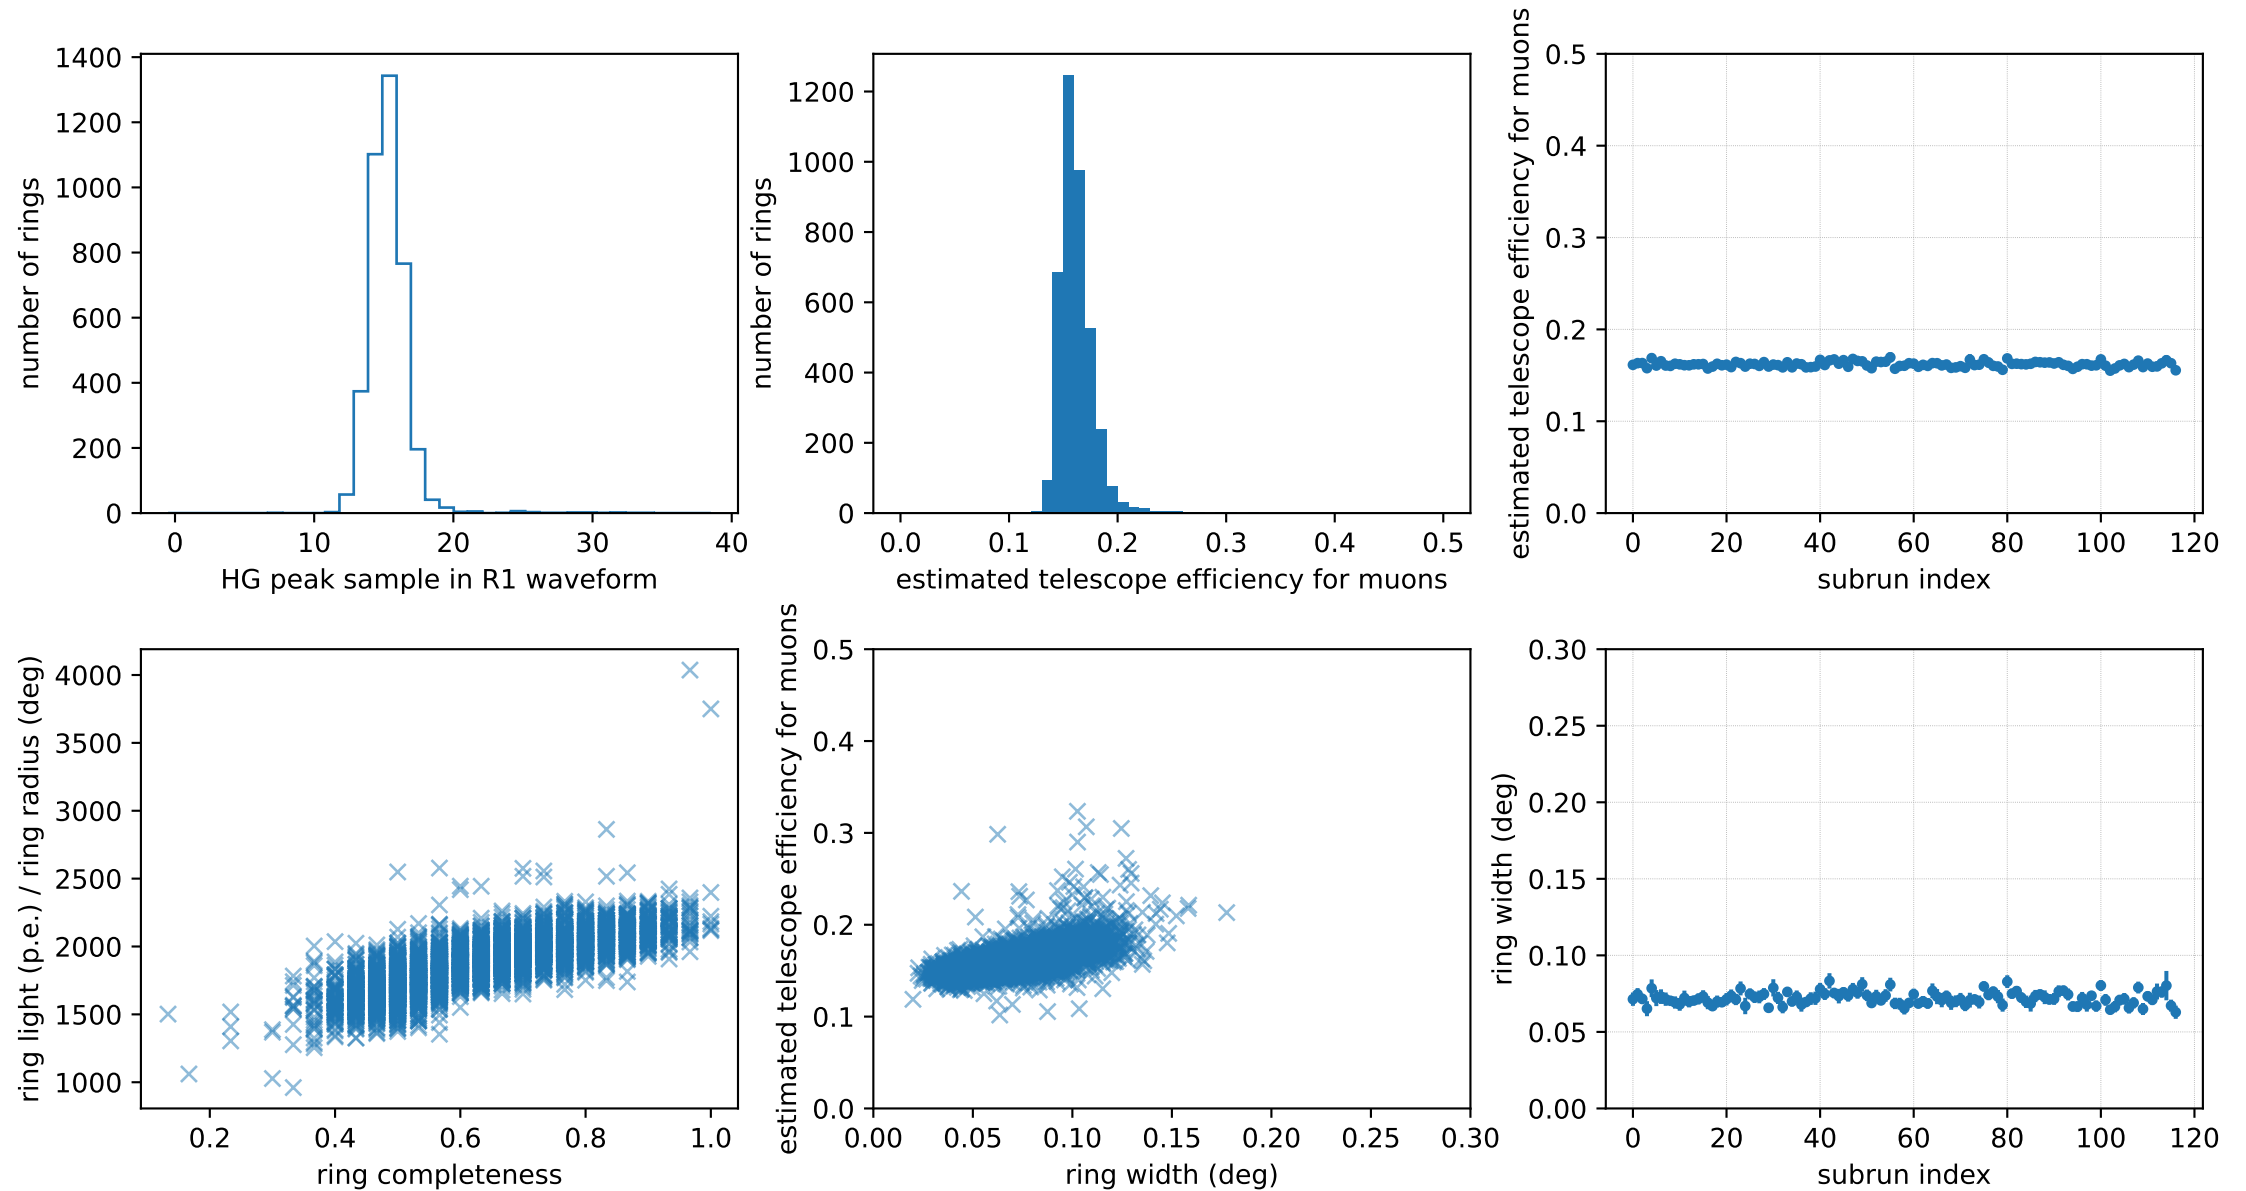 number of rings
1400
1200
1000
800
600
400
200
0
0 10 20 30 40
HG peak sample in R1 waveform
number of rings
1200
1000
800
600
400
200
0
0.0 0.1 0.2 0.3 0.4 0.5
estimated telescope efficiency for muons
estimated telescope efficiency for muons
0.5
0.4
0.3
0.2
0.1
0.0
0 20 40 60 80 100 120
subrun index
ring light (p.e.) / ring radius (deg)
4000
3500
3000
2500
2000
1500
1000
0.2 0.4 0.6 0.8 1.0
ring completeness
estimated telescope efficiency for muons
0.5
0.4
0.3
0.2
0.1
0.0
0.00 0.05 0.10 0.15 0.20 0.25 0.30
ring width (deg)
ring width (deg)
0.30
0.25
0.20
0.15
0.10
0.05
0.00
0 20 40 60 80 100 120
subrun index